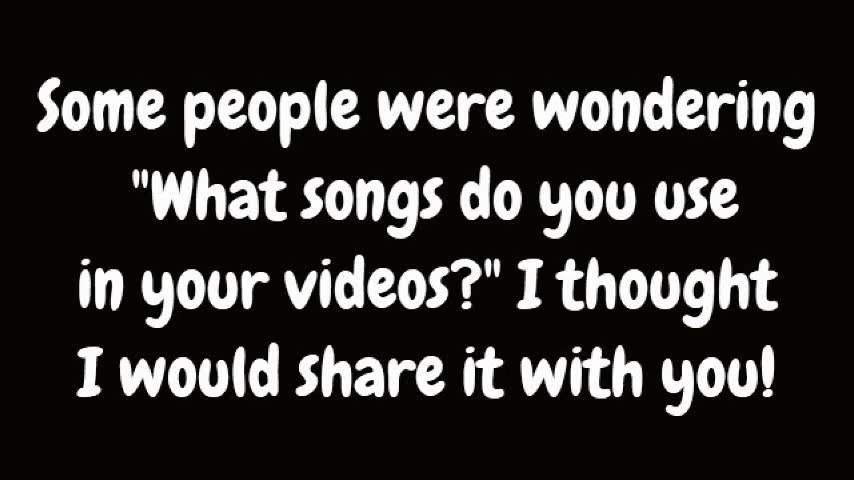 Some people were wondering
"What songs do you use
in your videos?" I thought
I would share it with you!